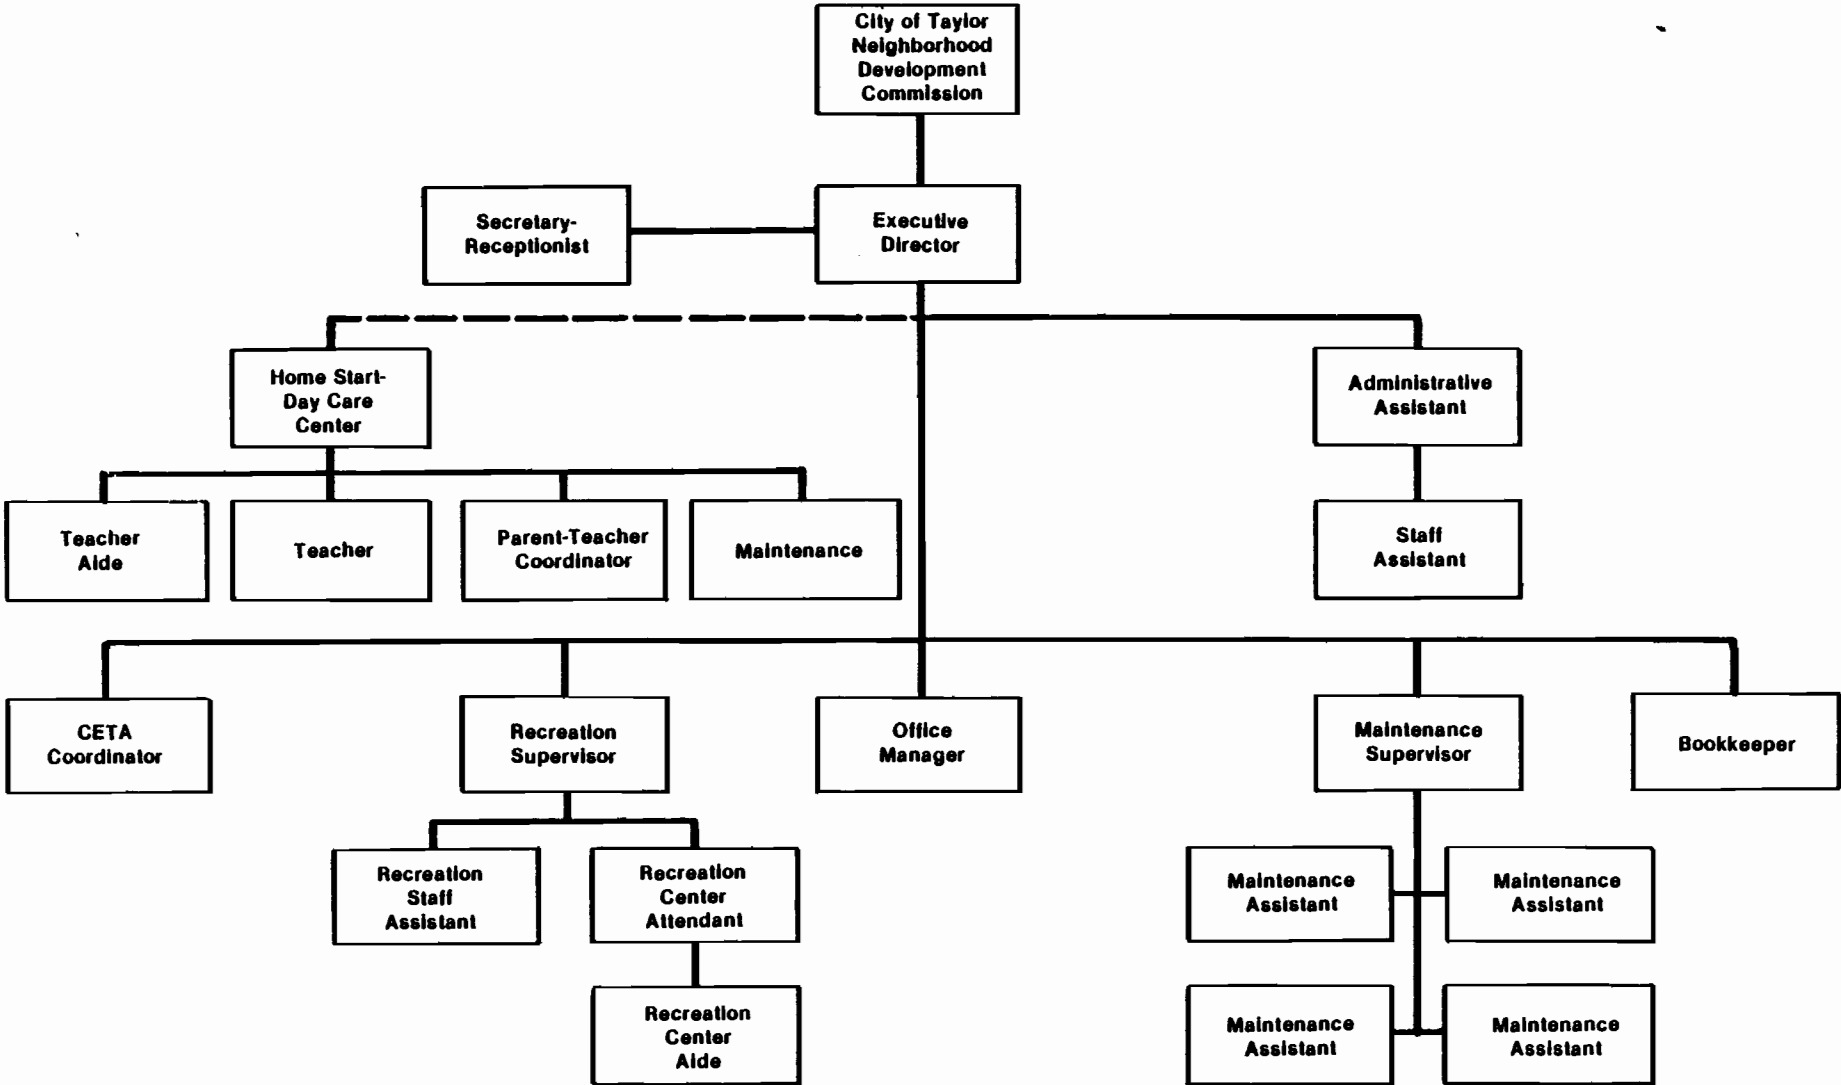 City of Taylor
Neighborhood
Development
Commission
Secretary-
Receptionist
Executive
Director
Home Start-
Day Care
Center
Administrative
Assistant
Teacher
Aide
Teacher
Parent-Teacher
Coordinator
Maintenance
Staff
Assistant
CETA
Coordinator
Recreation
Supervisor
Office
Manager
Maintenance
Supervisor
Bookkeeper
Recreation
Staff
Assistant
Recreation
Center
Attendant
Maintenance
Assistant
Maintenance
Assistant
Recreation
Center
Aide
Maintenance
Assistant
Maintenance
Assistant